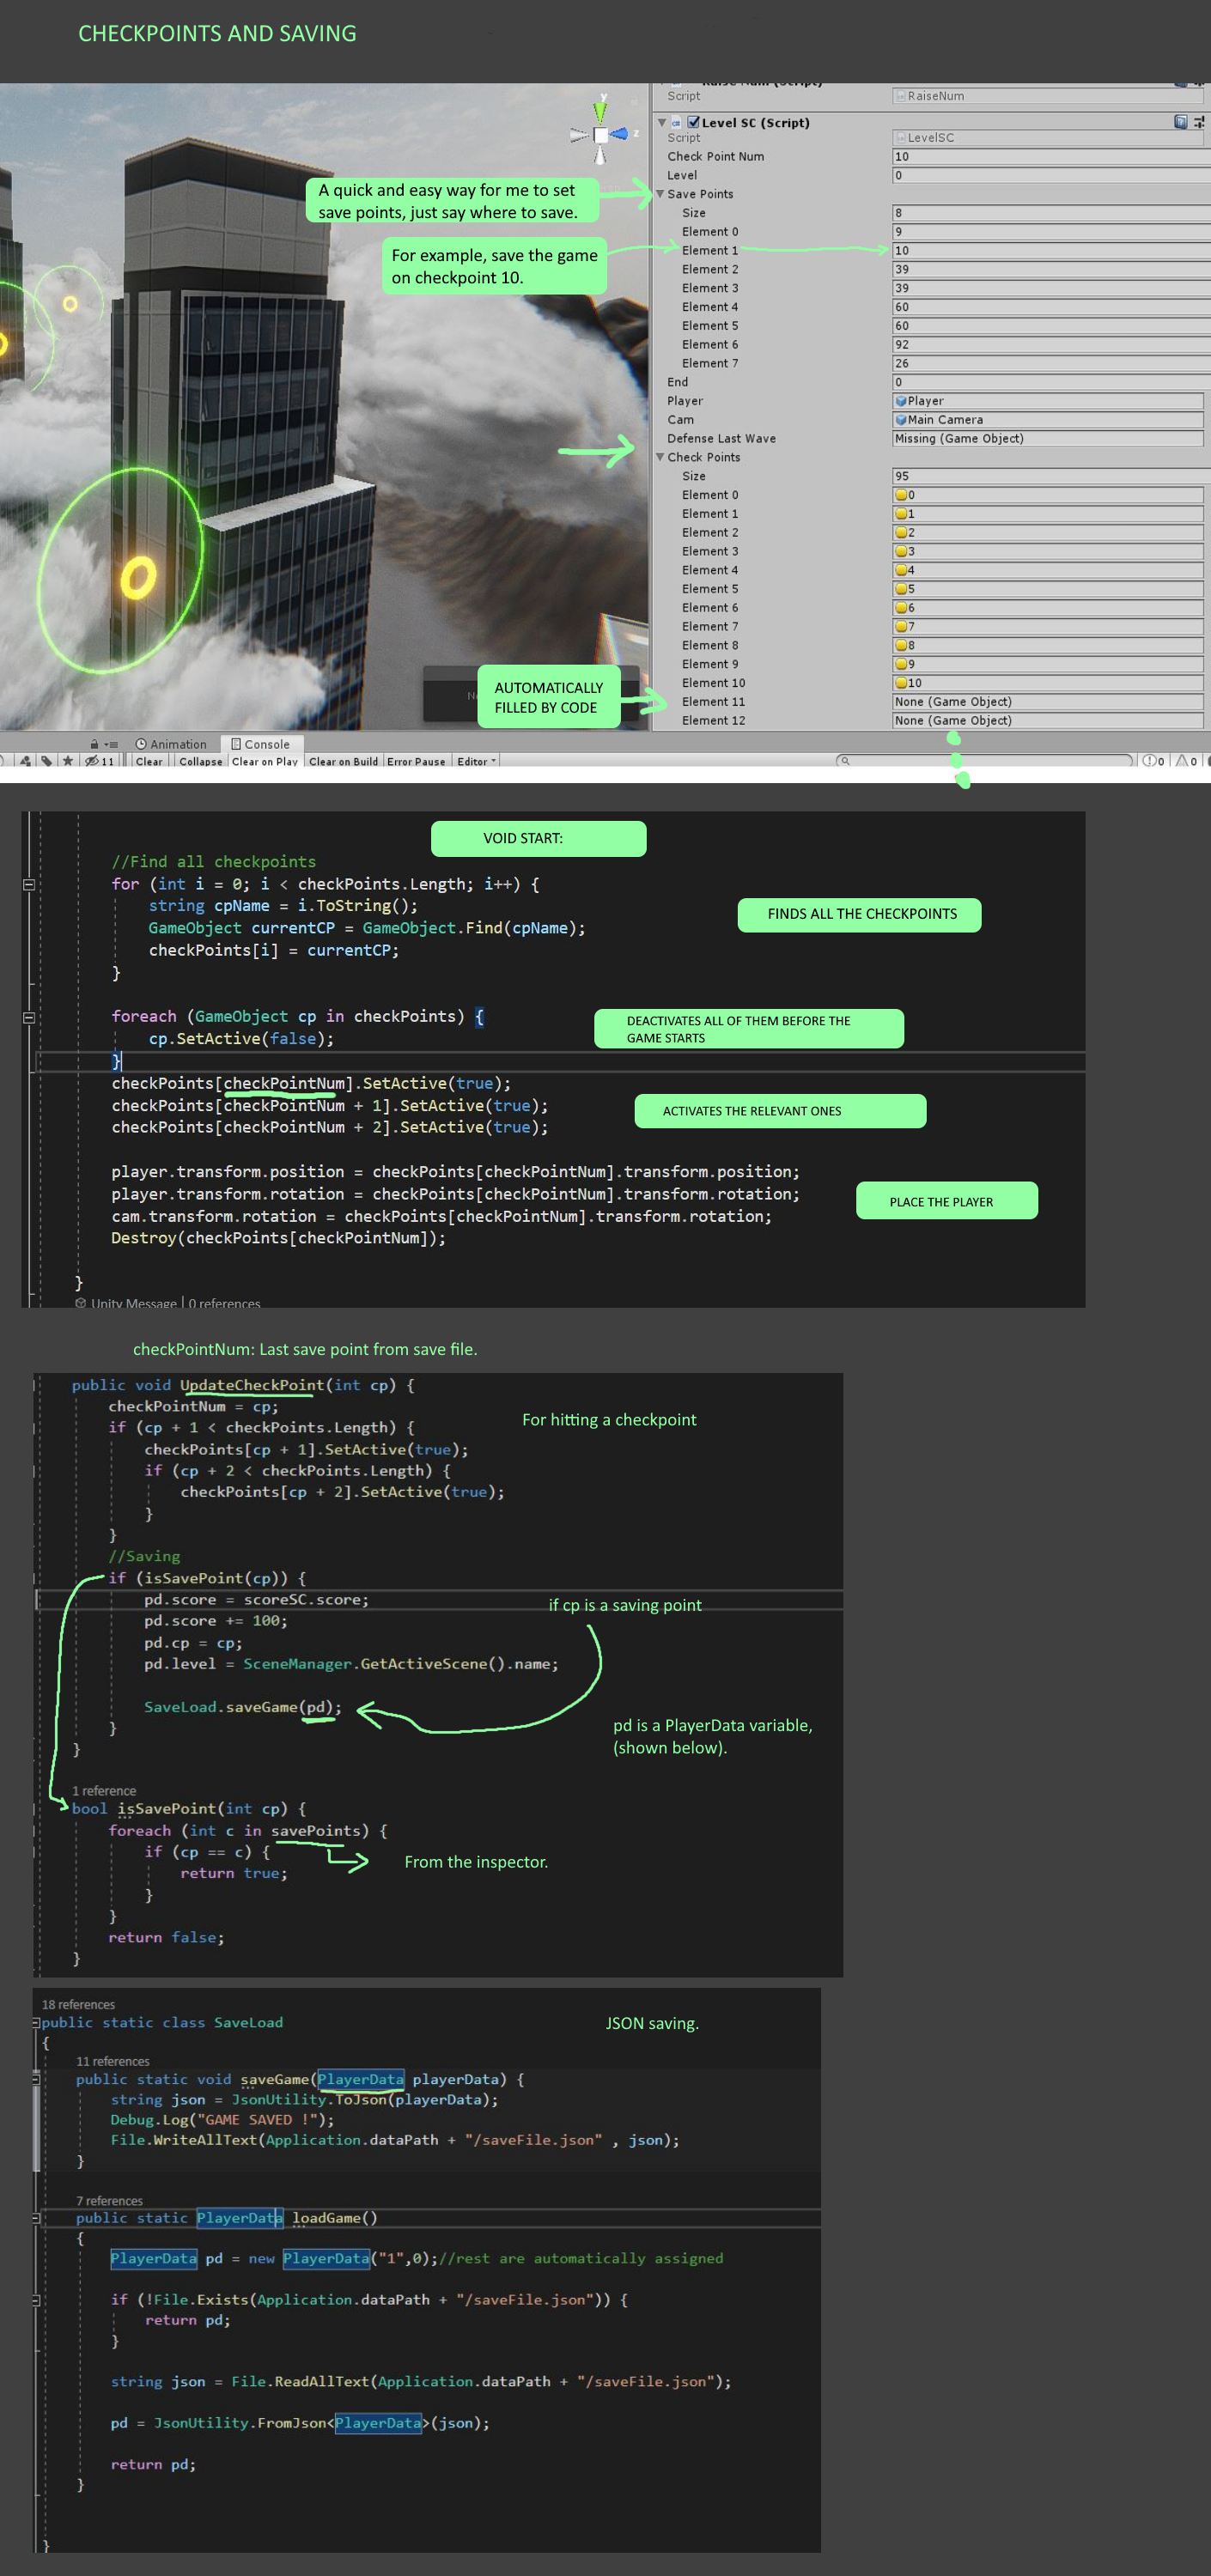 CHECKPOINTS AND SAVING
Script RaiseNum
Level SC (Script)
Script LevelSC
Check Point Num 10
Level 0
Save Points
Size 8
Element 0 9
Element 1 10
Element 2 39
Element 3 39
Element 4 60
Element 5 60
Element 6 92
Element 7 26
End 0
Player Player
Cam Main Camera
Defense Last Wave Missing (Game Object)
Check Points
Size 95
Element 0 0
Element 1 1
Element 2 2
Element 3 3
Element 4 4
Element 5 5
Element 6 6
Element 7 7
Element 8 8
Element 9 9
Element 10 10
Element 11 None (Game Object)
Element 12 None (Game Object)
y
z
A quick and easy way for me to set
save points, just say where to save.
For example, save the game
on checkpoint 10.
AUTOMATICALLY
FILLED BY CODE
Animation Console
11 Clear Collapse Clear on Play Clear on Build Error Pause Editor 0 0
VOID START:
//Find all checkpoints
for (int i = 0; i < checkPoints.Length; i++) {
string cpName = i.ToString();
GameObject currentCP = GameObject.Find(cpName);
checkPoints[i] = currentCP;
}
FINDS ALL THE CHECKPOINTS
foreach (GameObject cp in checkPoints) {
cp.SetActive(false);
}
DEACTIVATES ALL OF THEM BEFORE THE
GAME STARTS
checkPoints[checkPointNum].SetActive(true);
checkPoints[checkPointNum + 1].SetActive(true);
checkPoints[checkPointNum + 2].SetActive(true);
ACTIVATES THE RELEVANT ONES
player.transform.position = checkPoints[checkPointNum].transform.position;
player.transform.rotation = checkPoints[checkPointNum].transform.rotation;
cam.transform.rotation = checkPoints[checkPointNum].transform.rotation;
Destroy(checkPoints[checkPointNum]);
PLACE THE PLAYER
}
Unity Message | 0 references
checkPointNum: Last save point from save file.
public void UpdateCheckPoint(int cp) {
checkPointNum = cp;
if (cp + 1 < checkPoints.Length) {
checkPoints[cp + 1].SetActive(true);
if (cp + 2 < checkPoints.Length) {
checkPoints[cp + 2].SetActive(true);
}
}
For hitting a checkpoint
//Saving
if (isSavePoint(cp)) {
pd.score = scoreSC.score;
pd.score += 100;
pd.cp = cp;
pd.level = SceneManager.GetActiveScene().name;
SaveLoad.saveGame(pd);
}
}
if cp is a saving point
pd is a PlayerData variable,
(shown below).
1 reference
bool isSavePoint(int cp) {
foreach (int c in savePoints) {
if (cp == c) {
return true;
}
}
return false;
}
From the inspector.
18 references
public static class SaveLoad
{
JSON saving.
11 references
public static void saveGame(PlayerData playerData) {
string json = JsonUtility.ToJson(playerData);
Debug.Log("GAME SAVED !");
File.WriteAllText(Application.dataPath + "/saveFile.json" , json);
}
7 references
public static PlayerData loadGame()
{
PlayerData pd = new PlayerData("1",0);//rest are automatically assigned
if (!File.Exists(Application.dataPath + "/saveFile.json")) {
return pd;
}
string json = File.ReadAllText(Application.dataPath + "/saveFile.json");
pd = JsonUtility.FromJson<PlayerData>(json);
return pd;
}
}